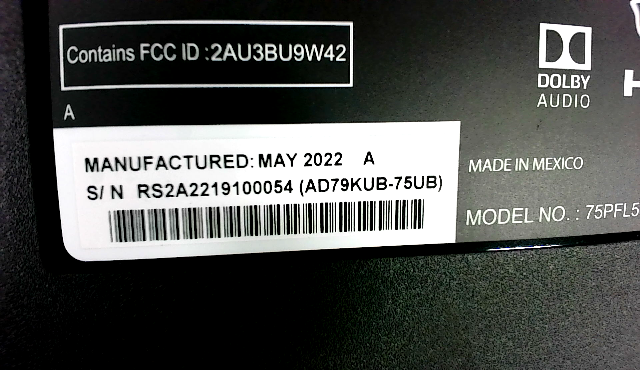 Contains FCC ID :2AU3BU9W42
A
DOLBY
AUDIO
MANUFACTURED: MAY 2022 A
S/ N RS2A2219100054 (AD79KUB-75UB)
MADE IN MEXICO
MODEL NO. : 75PFL5